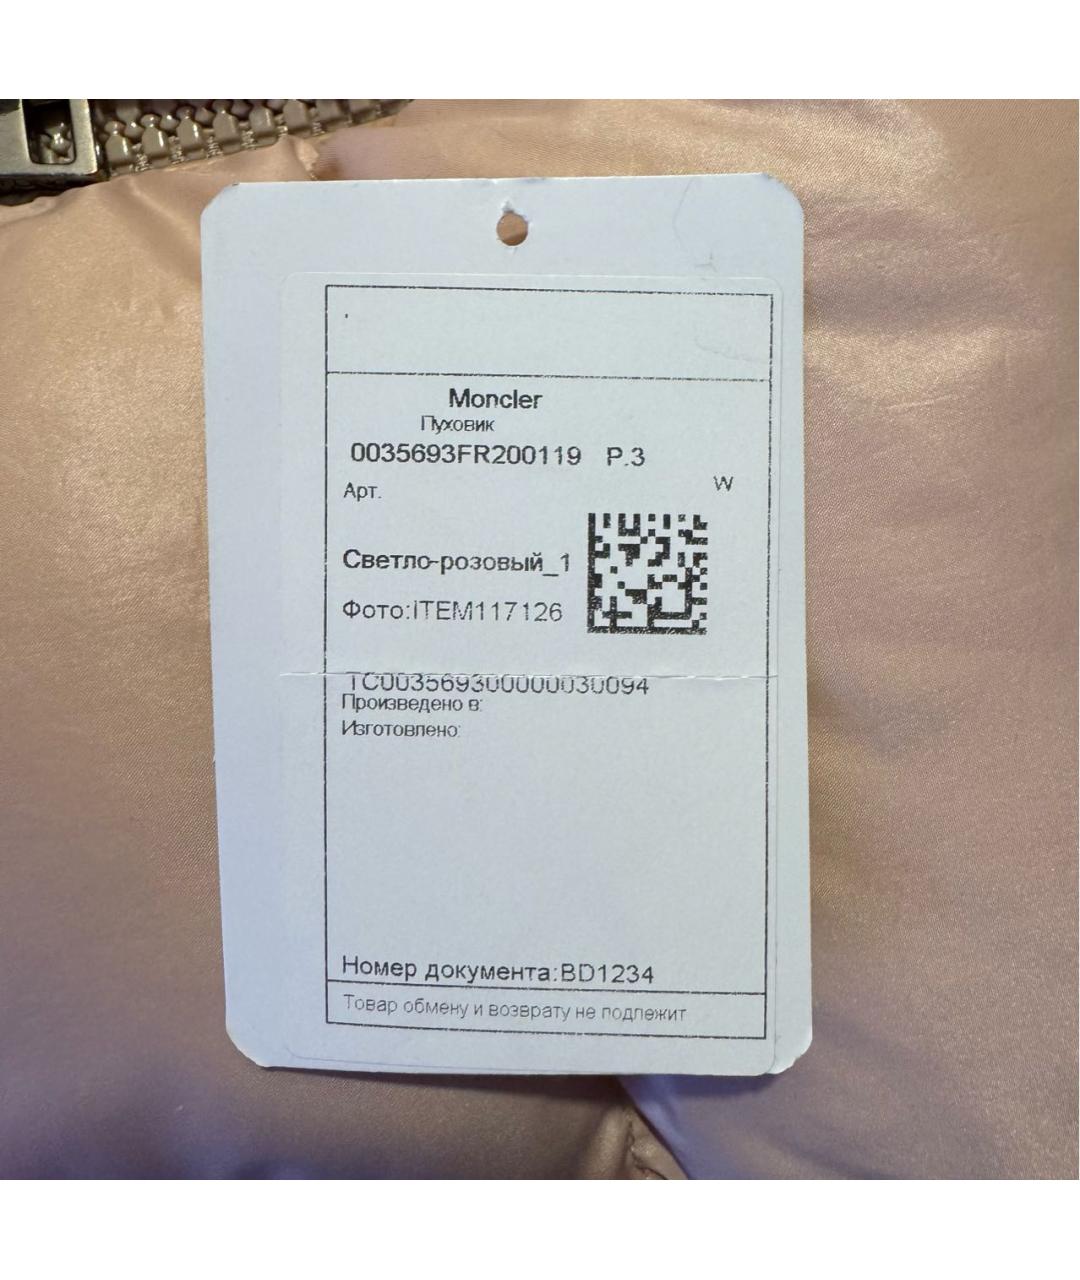 Moncler
Пуховик
0035693FR200119 Р.3
Арт. W
Светло-розовый_1
Фото:ITEM117126
TC003569300000030094
Произведено в:
Изготовлено:
Номер документа:BD1234
Товар обмену и возврату не подлежит